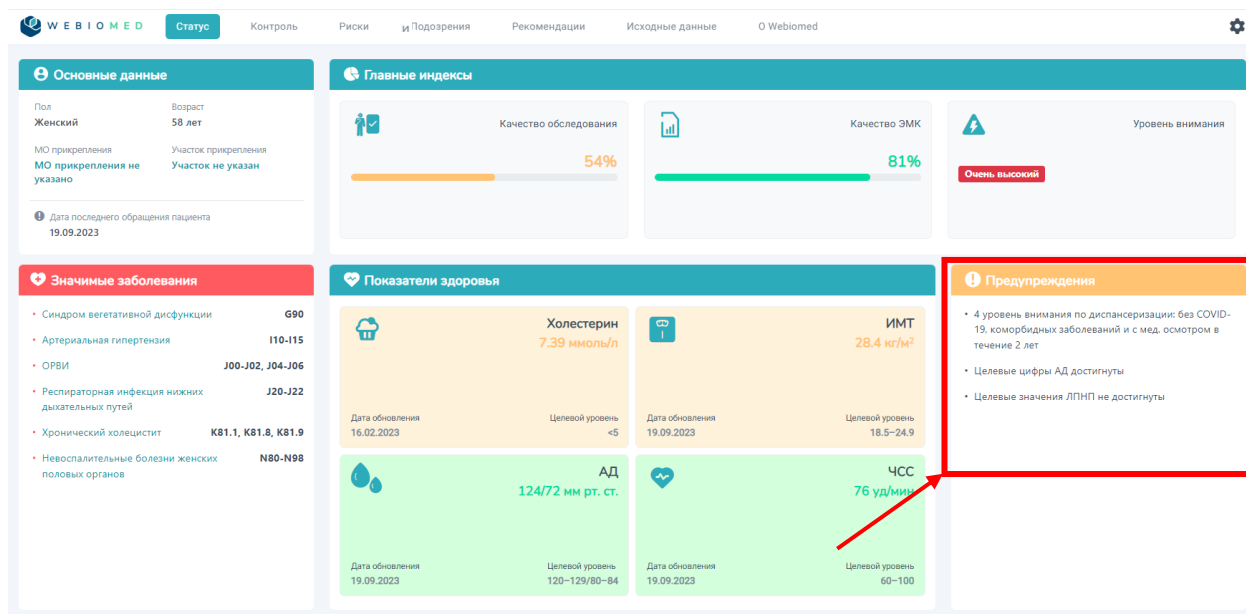 WEBIOMED
Статус
Контроль
Риски
и Подозрения
Рекомендации
Исходные данные
О Webiomed
Основные данные
Пол
Возраст
Женский
58 лет
МО прикрепления
Участок прикрепления
МО прикрепления не
указано
Участок не указан
Дата последнего обращения пациента
19.09.2023
Главные индексы
Качество обследования
54%
Качество ЭМК
81%
Уровень внимания
Очень высокий
Значимые заболевания
Синдром вегетативной дисфункции G90
Артериальная гипертензия I10-I15
ОРВИ J00-J02, J04-J06
Респираторная инфекция нижних J20-J22
дыхательных путей
Хронический холецистит K81.1, K81.8, K81.9
Невоспалительные болезни женских N80-N98
половых органов
Показатели здоровья
Холестерин
7.39 ммоль/л
Дата обновления Целевой уровень
16.02.2023 <5
ИМТ
28.4 кг/м²
Дата обновления Целевой уровень
19.09.2023 18.5−24.9
АД
124/72 мм рт. ст.
Дата обновления Целевой уровень
19.09.2023 120−129/80−84
ЧСС
76 уд/мин
Дата обновления Целевой уровень
19.09.2023 60−100
Предупреждения
4 уровень внимания по диспансеризации: без COVID-
19, коморбидных заболеваний и с мед. осмотром в
течение 2 лет
Целевые цифры АД достигнуты
Целевые значения ЛПНП не достигнуты